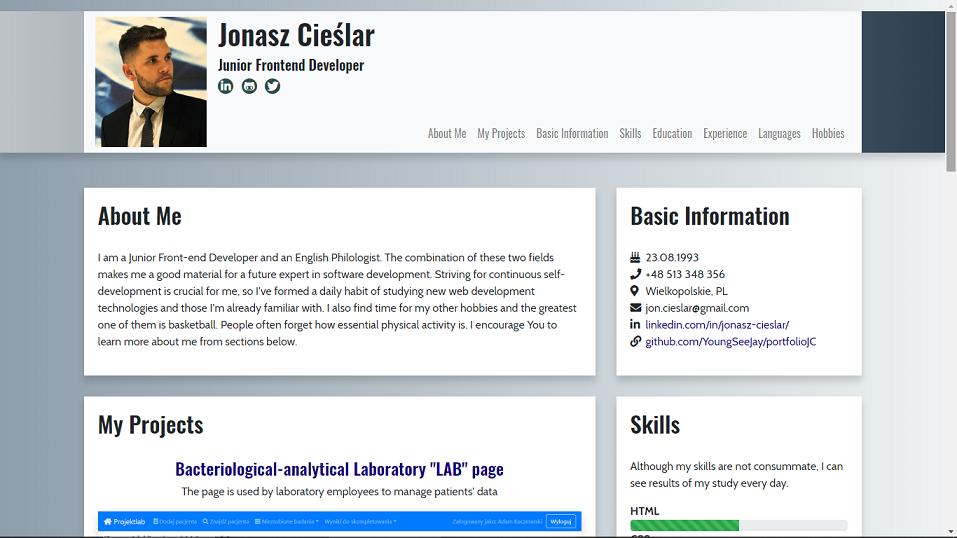 Jonasz Cieślar
Junior Frontend Developer
About Me My Projects Basic Information Skills Education Experience Languages Hobbies
About Me
I am a Junior Front-end Developer and an English Philologist. The combination of these two fields
makes me a good material for a future expert in software development. Striving for continuous self-
development is crucial for me, so I've formed a daily habit of studying new web development
technologies and those I'm already familiar with. I also find time for my other hobbies and the greatest
one of them is basketball. People often forget how essential physical activity is. I encourage You to
learn more about me from sections below.
Basic Information
23.08.1993
+48 513 348 356
Wielkopolskie, PL
jon.cieslar@gmail.com
linkedin.com/in/jonasz-cieslar/
github.com/YoungSeeJay/portfolioJC
My Projects
Bacteriological-analytical Laboratory "LAB" page
The page is used by laboratory employees to manage patients' data
Projektlab Dodaj pacjenta Znajdź pacjenta Niezrobione badania Wyniki do skompletowania Zalogowany jako: Adam Kaczmarski Wyloguj
Skills
Although my skills are not consummate, I can
see results of my study every day.
HTML